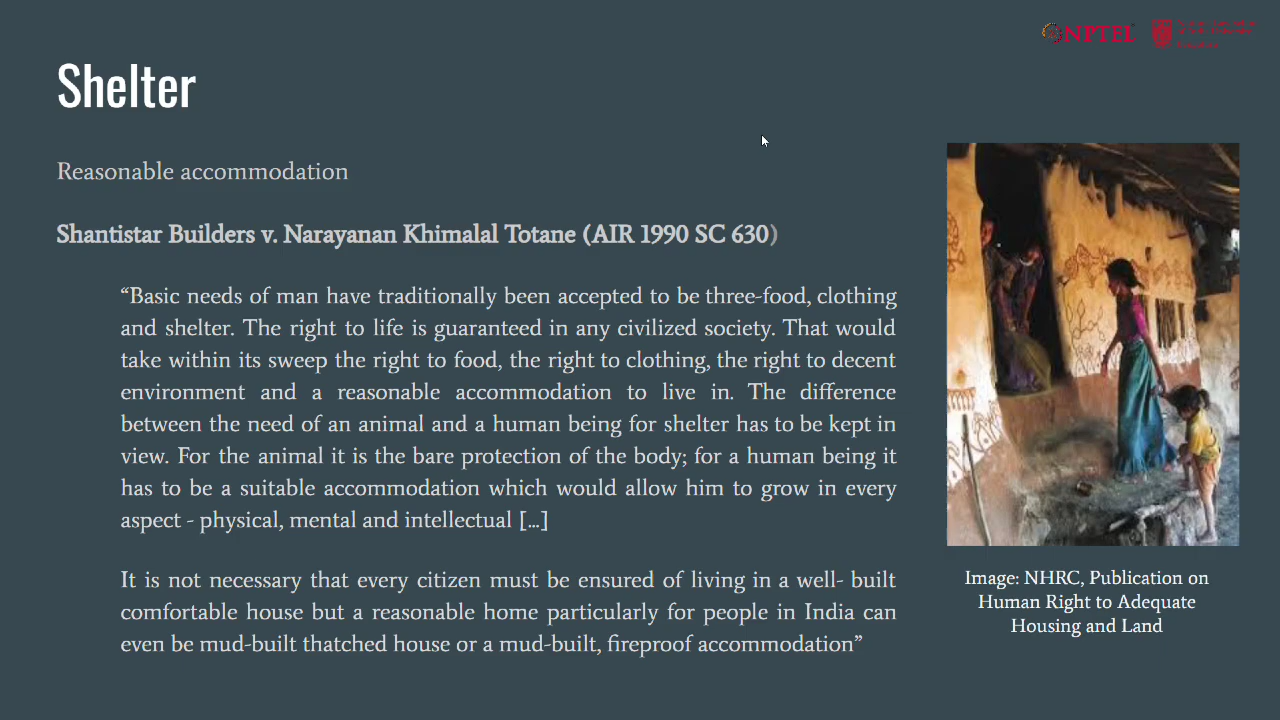 NPTEL
Shelter
Reasonable accommodation
Shantistar Builders v. Narayanan Khimalal Totane (AIR 1990 SC 630)
“Basic needs of man have traditionally been accepted to be three-food, clothing
and shelter. The right to life is guaranteed in any civilized society. That would
take within its sweep the right to food, the right to clothing, the right to decent
environment and a reasonable accommodation to live in. The difference
between the need of an animal and a human being for shelter has to be kept in
view. For the animal it is the bare protection of the body; for a human being it
has to be a suitable accommodation which would allow him to grow in every
aspect - physical, mental and intellectual [...]
It is not necessary that every citizen must be ensured of living in a well- built
comfortable house but a reasonable home particularly for people in India can
even be mud-built thatched house or a mud-built, fireproof accommodation”
Image: NHRC, Publication on
Human Right to Adequate
Housing and Land